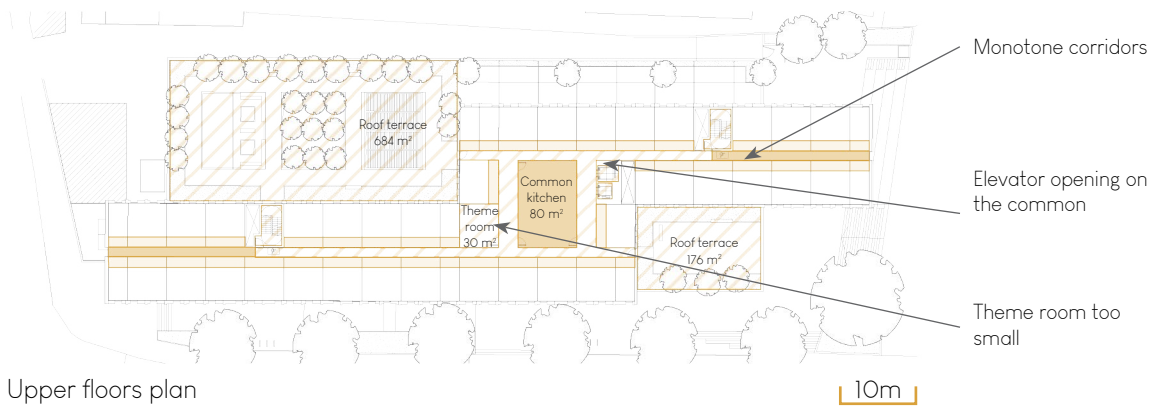 Monotone corridors
Roof terrace
684 m²
Elevator opening on
the common
Common
kitchen
80 m²
Theme
room
30 m²
Roof terrace
176 m²
Theme room too
small
Upper floors plan
10m